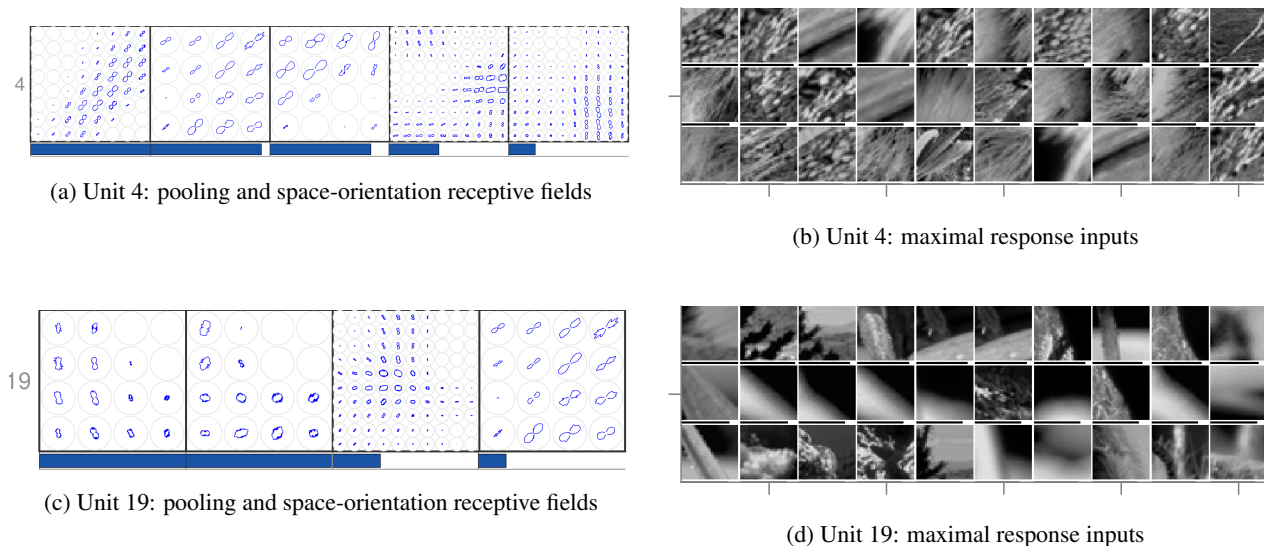 4
(a) Unit 4: pooling and space-orientation receptive fields
(b) Unit 4: maximal response inputs
19
(c) Unit 19: pooling and space-orientation receptive fields
(d) Unit 19: maximal response inputs